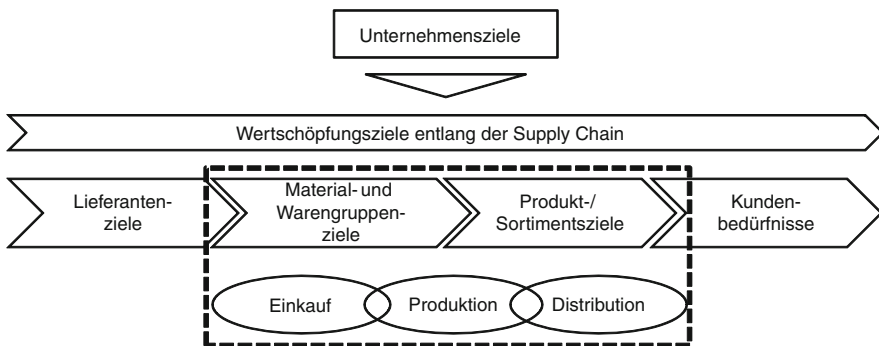 Unternehmensziele
Wertschöpfungsziele entlang der Supply Chain
Lieferanten-
ziele
Material- und
Warengruppen-
ziele
Produkt-/
Sortimentsziele
Kunden-
bedürfnisse
Einkauf
Produktion
Distribution